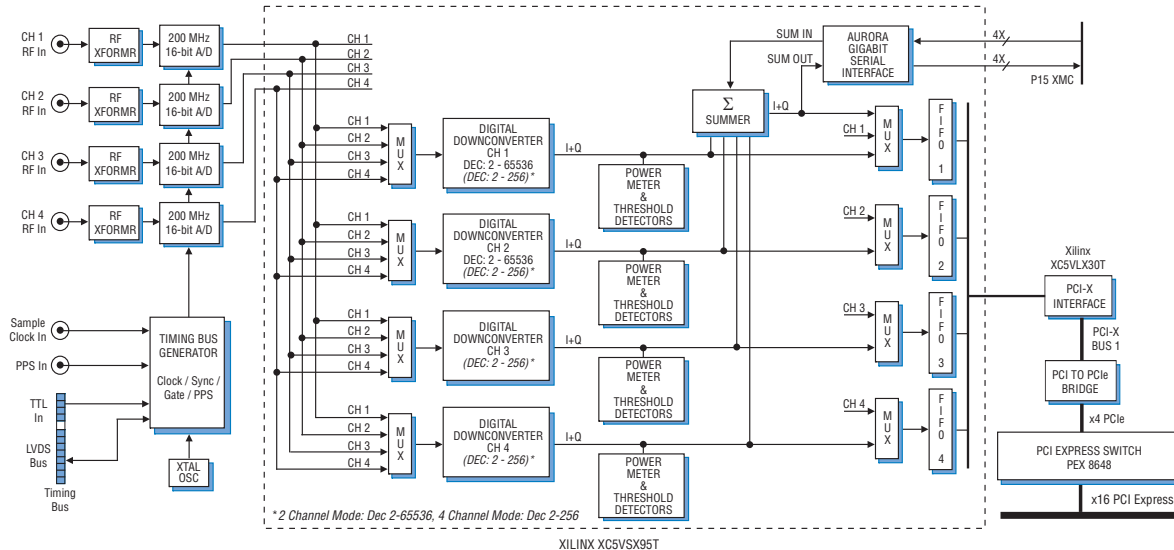 CH 1
RF In
RF
XFORMR
200 MHz
16-bit A/D
CH 2
RF In
RF
XFORMR
200 MHz
16-bit A/D
CH 3
RF In
RF
XFORMR
200 MHz
16-bit A/D
CH 4
RF In
RF
XFORMR
200 MHz
16-bit A/D
Sample
Clock In
PPS In
TTL
In
LVDS
Bus
Timing
Bus
TIMING BUS
GENERATOR
Clock / Sync /
Gate / PPS
XTAL
OSC
CH 1
CH 2
CH 3
CH 4
SUM IN
SUM OUT
AURORA
GIGABIT
SERIAL
INTERFACE
4X
4X
P15 XMC
Σ
SUMMER
I+Q
CH 1
CH 2
CH 3
CH 4
MUX
DIGITAL
DOWNCONVERTER
CH 1
DEC: 2 - 65536
(DEC: 2 - 256)*
I+Q
POWER
METER
&
THRESHOLD
DETECTORS
CH 1
MUX
FIFO 1
CH 1
CH 2
CH 3
CH 4
MUX
DIGITAL
DOWNCONVERTER
CH 2
DEC: 2 - 65536
(DEC: 2 - 256)*
I+Q
POWER
METER
&
THRESHOLD
DETECTORS
CH 2
MUX
FIFO 2
CH 1
CH 2
CH 3
CH 4
MUX
DIGITAL
DOWNCONVERTER
CH 3
(DEC: 2 - 256)*
I+Q
POWER
METER
&
THRESHOLD
DETECTORS
CH 3
MUX
FIFO 3
CH 1
CH 2
CH 3
CH 4
MUX
DIGITAL
DOWNCONVERTER
CH 4
(DEC: 2 - 256)*
I+Q
POWER
METER
&
THRESHOLD
DETECTORS
CH 4
MUX
FIFO 4
Xilinx
XC5VLX30T
PCI-X
INTERFACE
PCI-X
BUS 1
PCI TO PCIe
BRIDGE
x4 PCIe
PCI EXPRESS SWITCH
PEX 8648
x16 PCI Express
* 2 Channel Mode: Dec 2-65536, 4 Channel Mode: Dec 2-256
XILINX XC5VSX95T